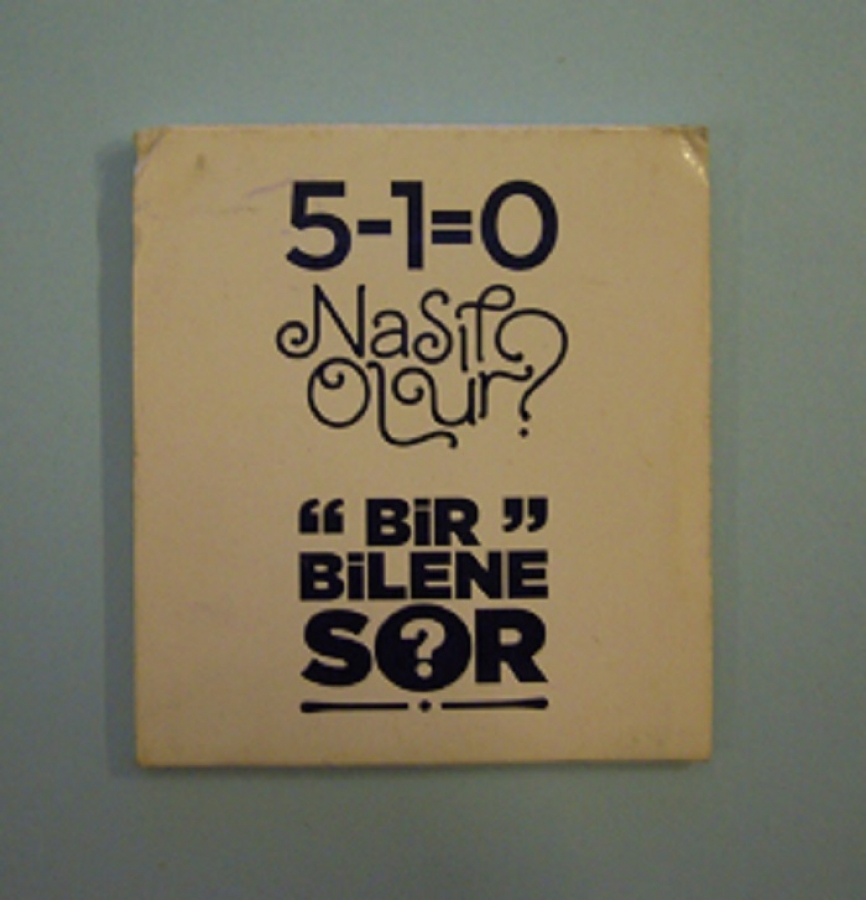 5-1=0
Nasıl
Olur?
“ BiR ”
BiLENE
SOR